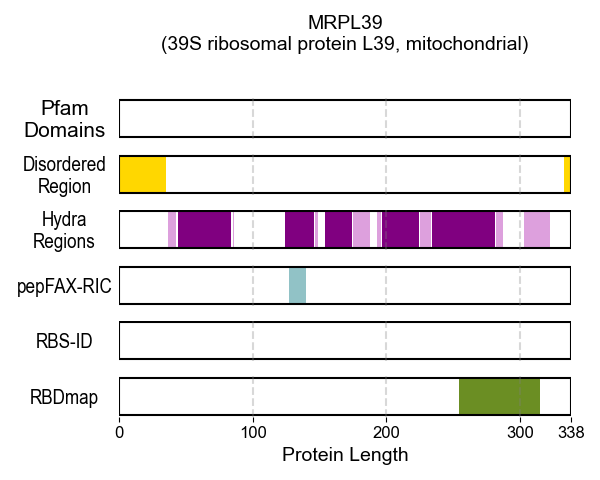 MRPL39
(39S ribosomal protein L39, mitochondrial)
Pfam
Domains
Disordered
Region
Hydra
Regions
pepFAX-RIC
RBS-ID
RBDmap
0 100 200 300 338
Protein Length